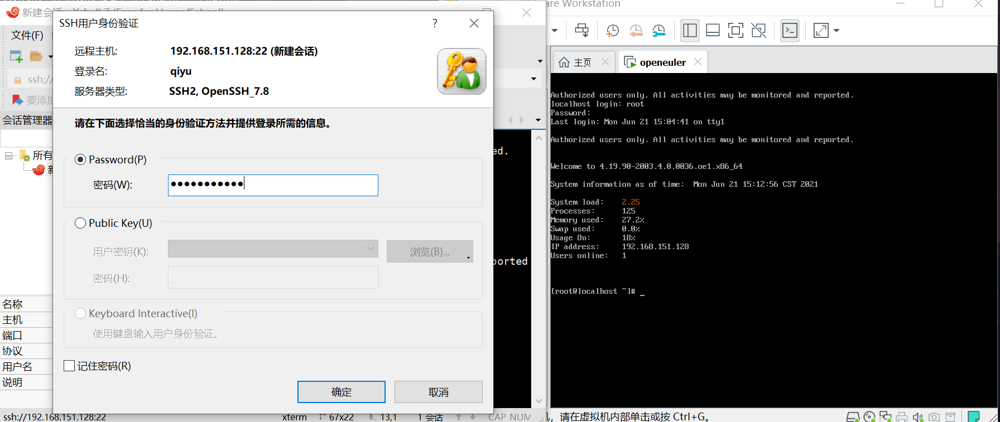 新建会话 - Xshell 7 (Free for Home/School)
文件(F)
ssh://
要添加
会话管理器
所有
新
名称
主机
端口
协议
用户名
说明
SSH用户身份验证
?
远程主机:
192.168.151.128:22 (新建会话)
登录名:
qiyu
服务器类型:
SSH2, OpenSSH_7.8
请在下面选择恰当的身份验证方法并提供登录所需的信息。
Password(P)
密码(W):
●●●●●●●●●●●
Public Key(U)
用户密钥(K):
浏览(B)...
密码(H):
Keyboard Interactive(I)
使用键盘输入用户身份验证。
记住密码(R)
确定
取消
ed.
ported
ssh://192.168.151.128:22
xterm
67x22
13,1
1 会话
CAP NUM
are Workstation
主页
openeuler
Authorized users only. All activities may be monitored and reported.
localhost login: root
Password:
Last login: Mon Jun 21 15:04:41 on tty1
Authorized users only. All activities may be monitored and reported.
Welcome to 4.19.90-2003.4.0.0036.oe1.x86_64
System information as of time:  Mon Jun 21 15:12:56 CST 2021
System load:    2.25
Processes:      125
Memory used:    27.2%
Swap used:      0.0%
Usage On:       18%
IP address:     192.168.151.128
Users online:   1
[root@localhost ~]# _
机，请在虚拟机内部单击或按 Ctrl+G。